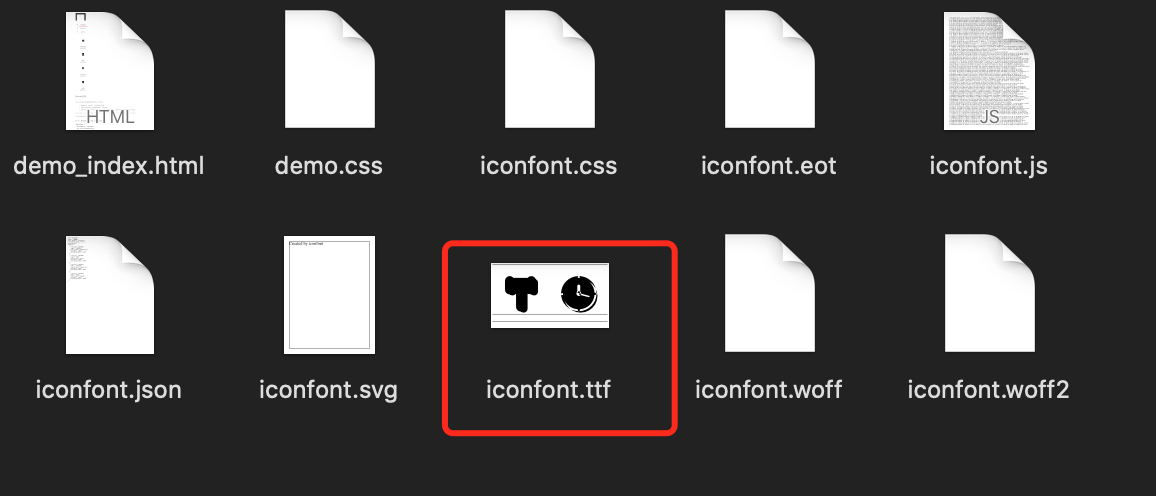 HTML
JS
demo_index.html
demo.css
iconfont.css
iconfont.eot
iconfont.js
Created by iconfont
iconfont.json
iconfont.svg
iconfont.ttf
iconfont.woff
iconfont.woff2